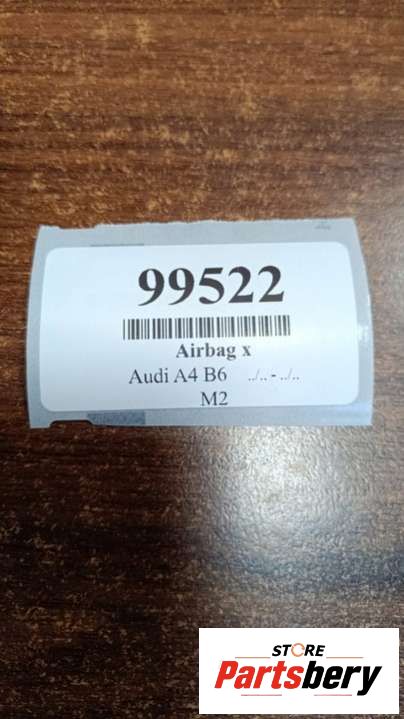 99522
Airbag x
Audi A4 B6 ../.. - ../..
M2
STORE
Partsbery